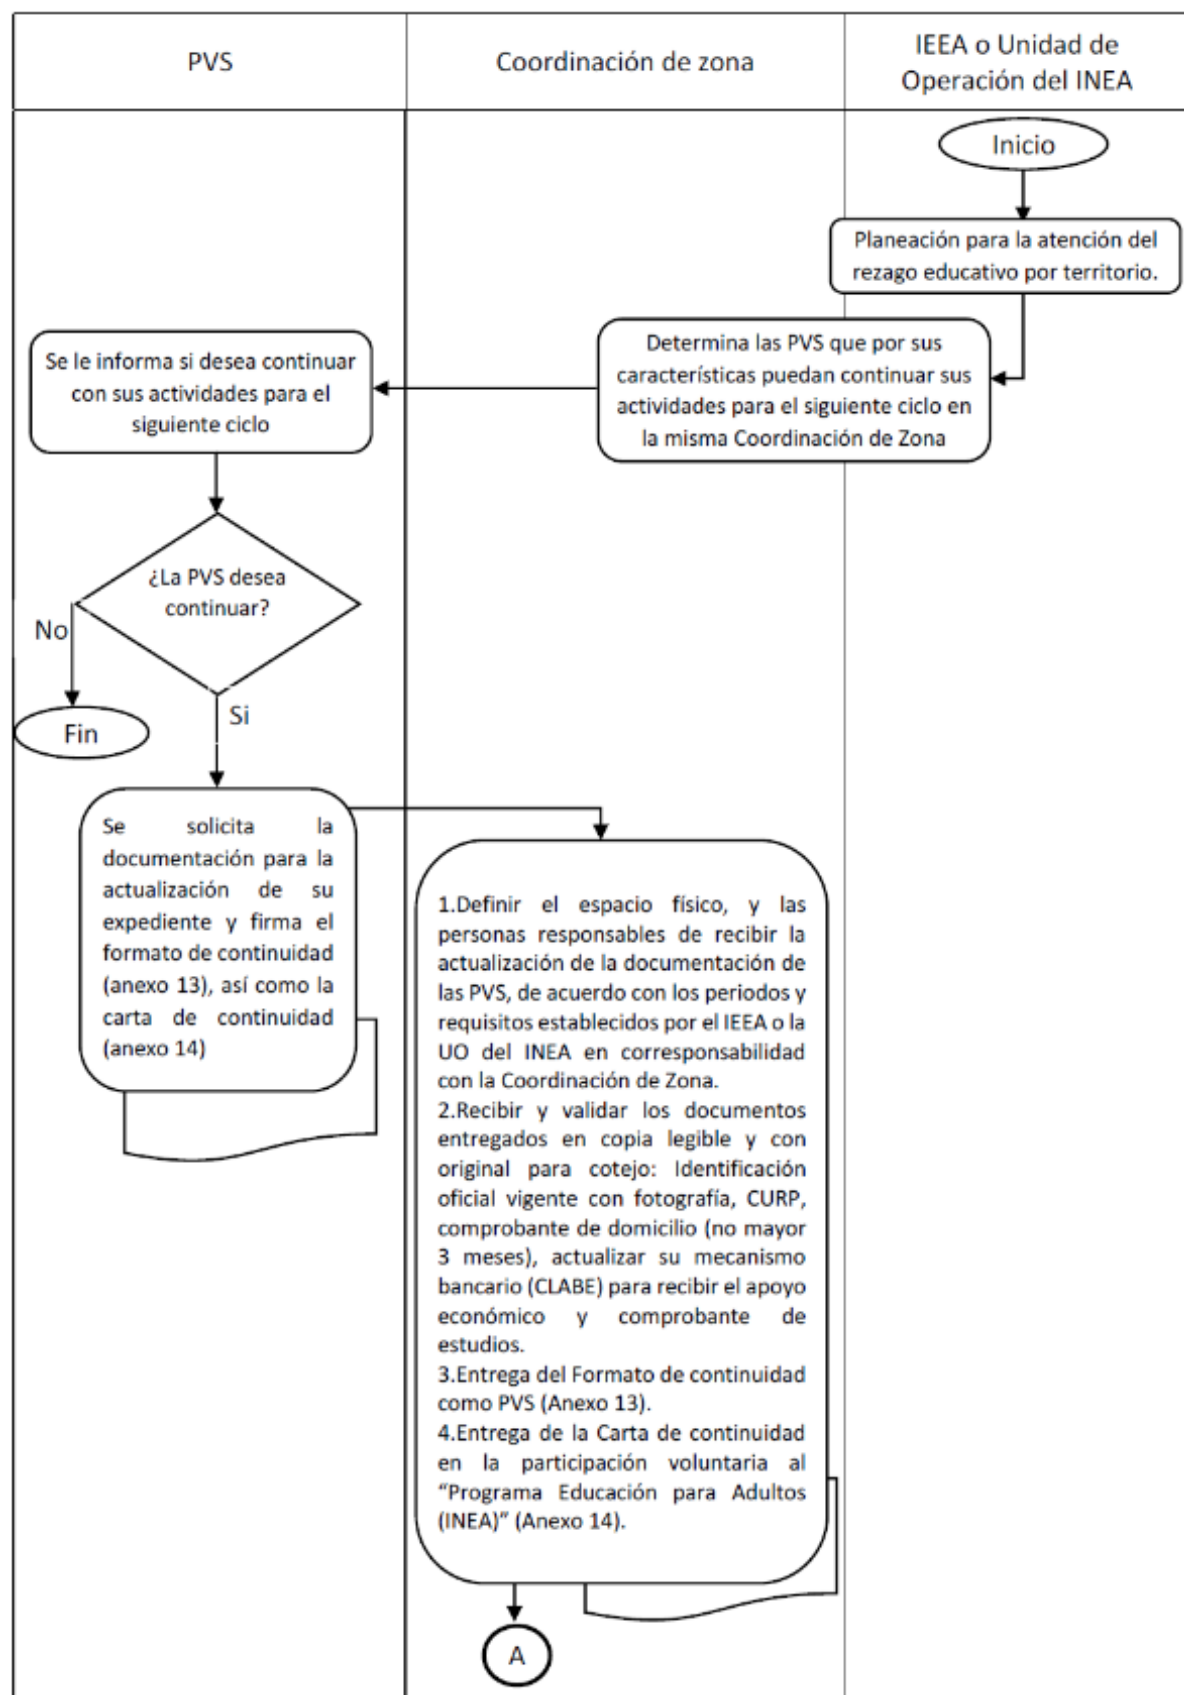 PVS
Coordinación de zona
IEEA o Unidad de
Operación del INEA
Inicio
Planeación para la atención del
rezago educativo por territorio.
Determina las PVS que por sus
características puedan continuar sus
actividades para el siguiente ciclo en
la misma Coordinación de Zona
Se le informa si desea continuar
con sus actividades para el
siguiente ciclo
¿La PVS desea
continuar?
No
Fin
Si
Se solicita la
documentación para la
actualización de su
expediente y firma el
formato de continuidad
(anexo 13), así como la
carta de continuidad
(anexo 14)
1.Definir el espacio físico, y las
personas responsables de recibir la
actualización de la documentación de
las PVS, de acuerdo con los periodos y
requisitos establecidos por el IEEA o la
UO del INEA en corresponsabilidad
con la Coordinación de Zona.
2.Recibir y validar los documentos
entregados en copia legible y con
original para cotejo: Identificación
oficial vigente con fotografía, CURP,
comprobante de domicilio (no mayor
3 meses), actualizar su mecanismo
bancario (CLABE) para recibir el apoyo
económico y comprobante de
estudios.
3.Entrega del Formato de continuidad
como PVS (Anexo 13).
4.Entrega de la Carta de continuidad
en la participación voluntaria al
“Programa Educación para Adultos
(INEA)” (Anexo 14).
A